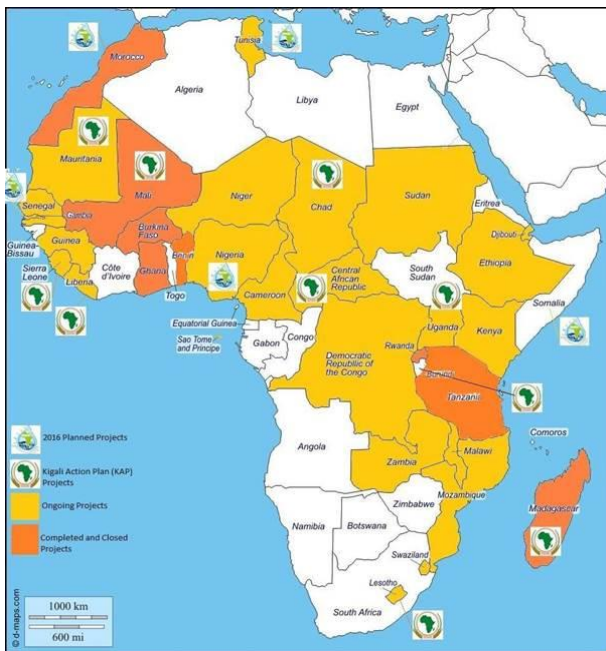 Morocco
Tunisia
Algeria
Libya
Egypt
Mauritania
Mali
Niger
Chad
Sudan
Eritrea
Senegal
Gambia
Burkina
Faso
Djibouti
Guinea
Guinea-
Bissau
Benin
Nigeria
Ethiopia
Sierra
Leone
Côte
d'Ivoire
Ghana
Central
African
Republic
South
Sudan
Liberia
Togo
Cameroon
Somalia
Equatorial Guinea
Uganda
Kenya
Sao Tome
and Principe
Gabon
Congo
Rwanda
Democratic
Republic of
the Congo
Burundi
Tanzania
2016 Planned Projects
Comoros
Angola
Malawi
Kigali Action Plan (KAP)
Projects
Zambia
Ongoing Projects
Mozambique
Zimbabwe
Madagascar
Completed and Closed
Projects
Namibia
Botswana
Swaziland
Lesotho
South Africa
1000 km
600 mi
© d-maps.com